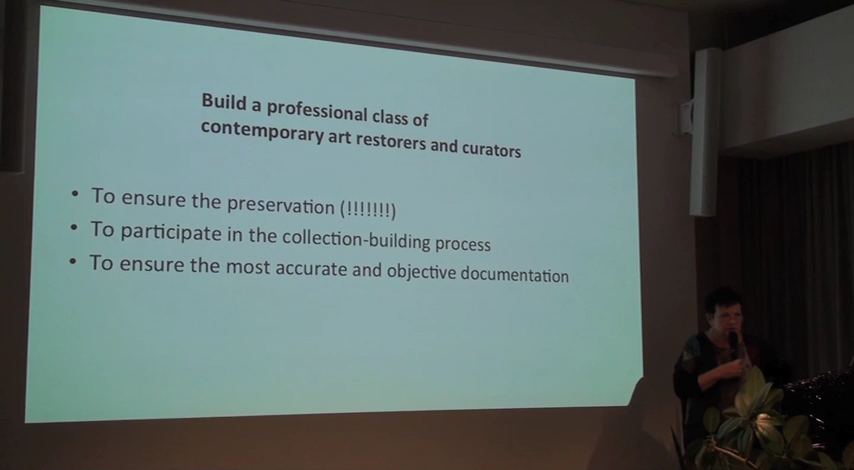 Build a professional class of
contemporary art restorers and curators
• To ensure the preservation (!!!!!!!)
• To participate in the collection-building process
• To ensure the most accurate and objective documentation